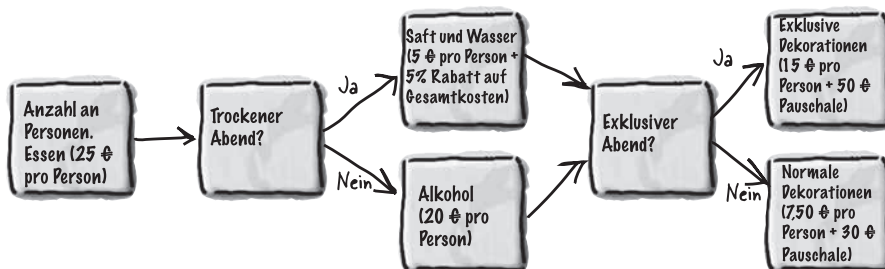 Anzahl an
Personen.
Essen (25 €
pro Person)
Trockener
Abend?
Ja
Nein
Saft und Wasser
(5 € pro Person +
5% Rabatt auf
Gesamtkosten)
Alkohol
(20 € pro
Person)
Exklusiver
Abend?
Ja
Nein
Exklusive
Dekorationen
(15 € pro
Person + 50 €
Pauschale)
Normale
Dekorationen
(7,50 € pro
Person + 30 €
Pauschale)